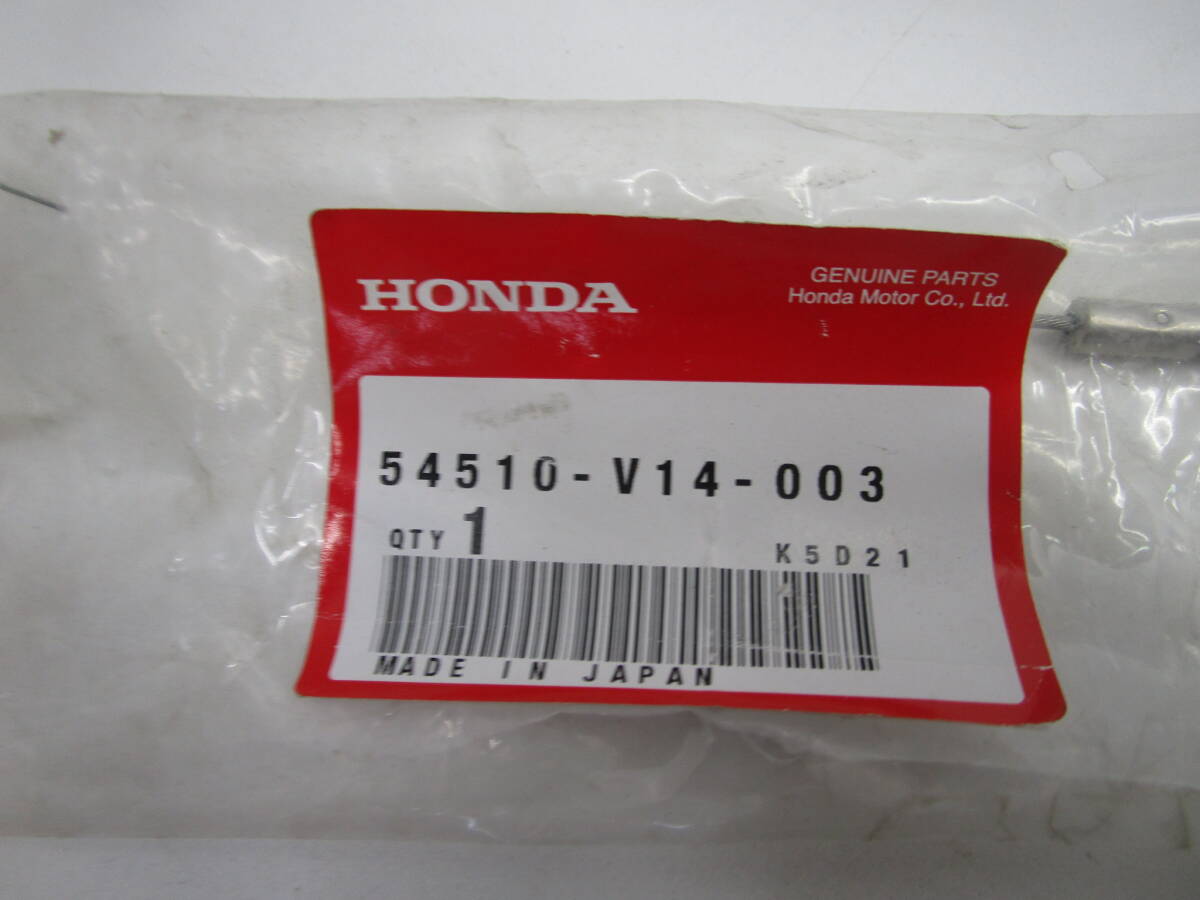 HONDA
GENUINE PARTS
Honda Motor Co., Ltd.
54510-V14-003
QTY 1
K5D21
MADE IN JAPAN